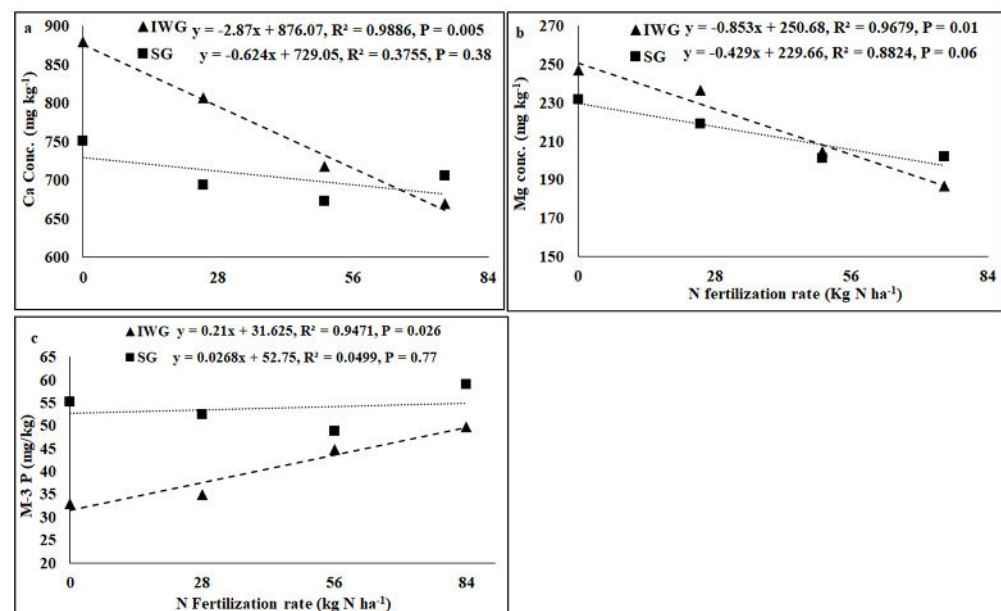 a
▲ IWG y = -2.87x + 876.07, R² = 0.9886, P = 0.005
■ SG y = -0.624x + 729.05, R² = 0.3755, P = 0.38
Ca Conc. (mg kg⁻¹)
900
850
800
750
700
650
600
0 28 56 84
b
▲ IWG y = -0.853x + 250.68, R² = 0.9679, P = 0.01
■ SG y = -0.429x + 229.66, R² = 0.8824, P = 0.06
Mg conc. (mg kg⁻¹)
270
250
230
210
190
170
150
0 28 56 84
N fertilization rate (Kg N ha⁻¹)
c
▲ IWG y = 0.21x + 31.625, R² = 0.9471, P = 0.026
■ SG y = 0.0268x + 52.75, R² = 0.0499, P = 0.77
M-3 P (mg/kg)
65
60
55
50
45
40
35
30
25
20
0 28 56 84
N Fertilization rate (kg N ha⁻¹)